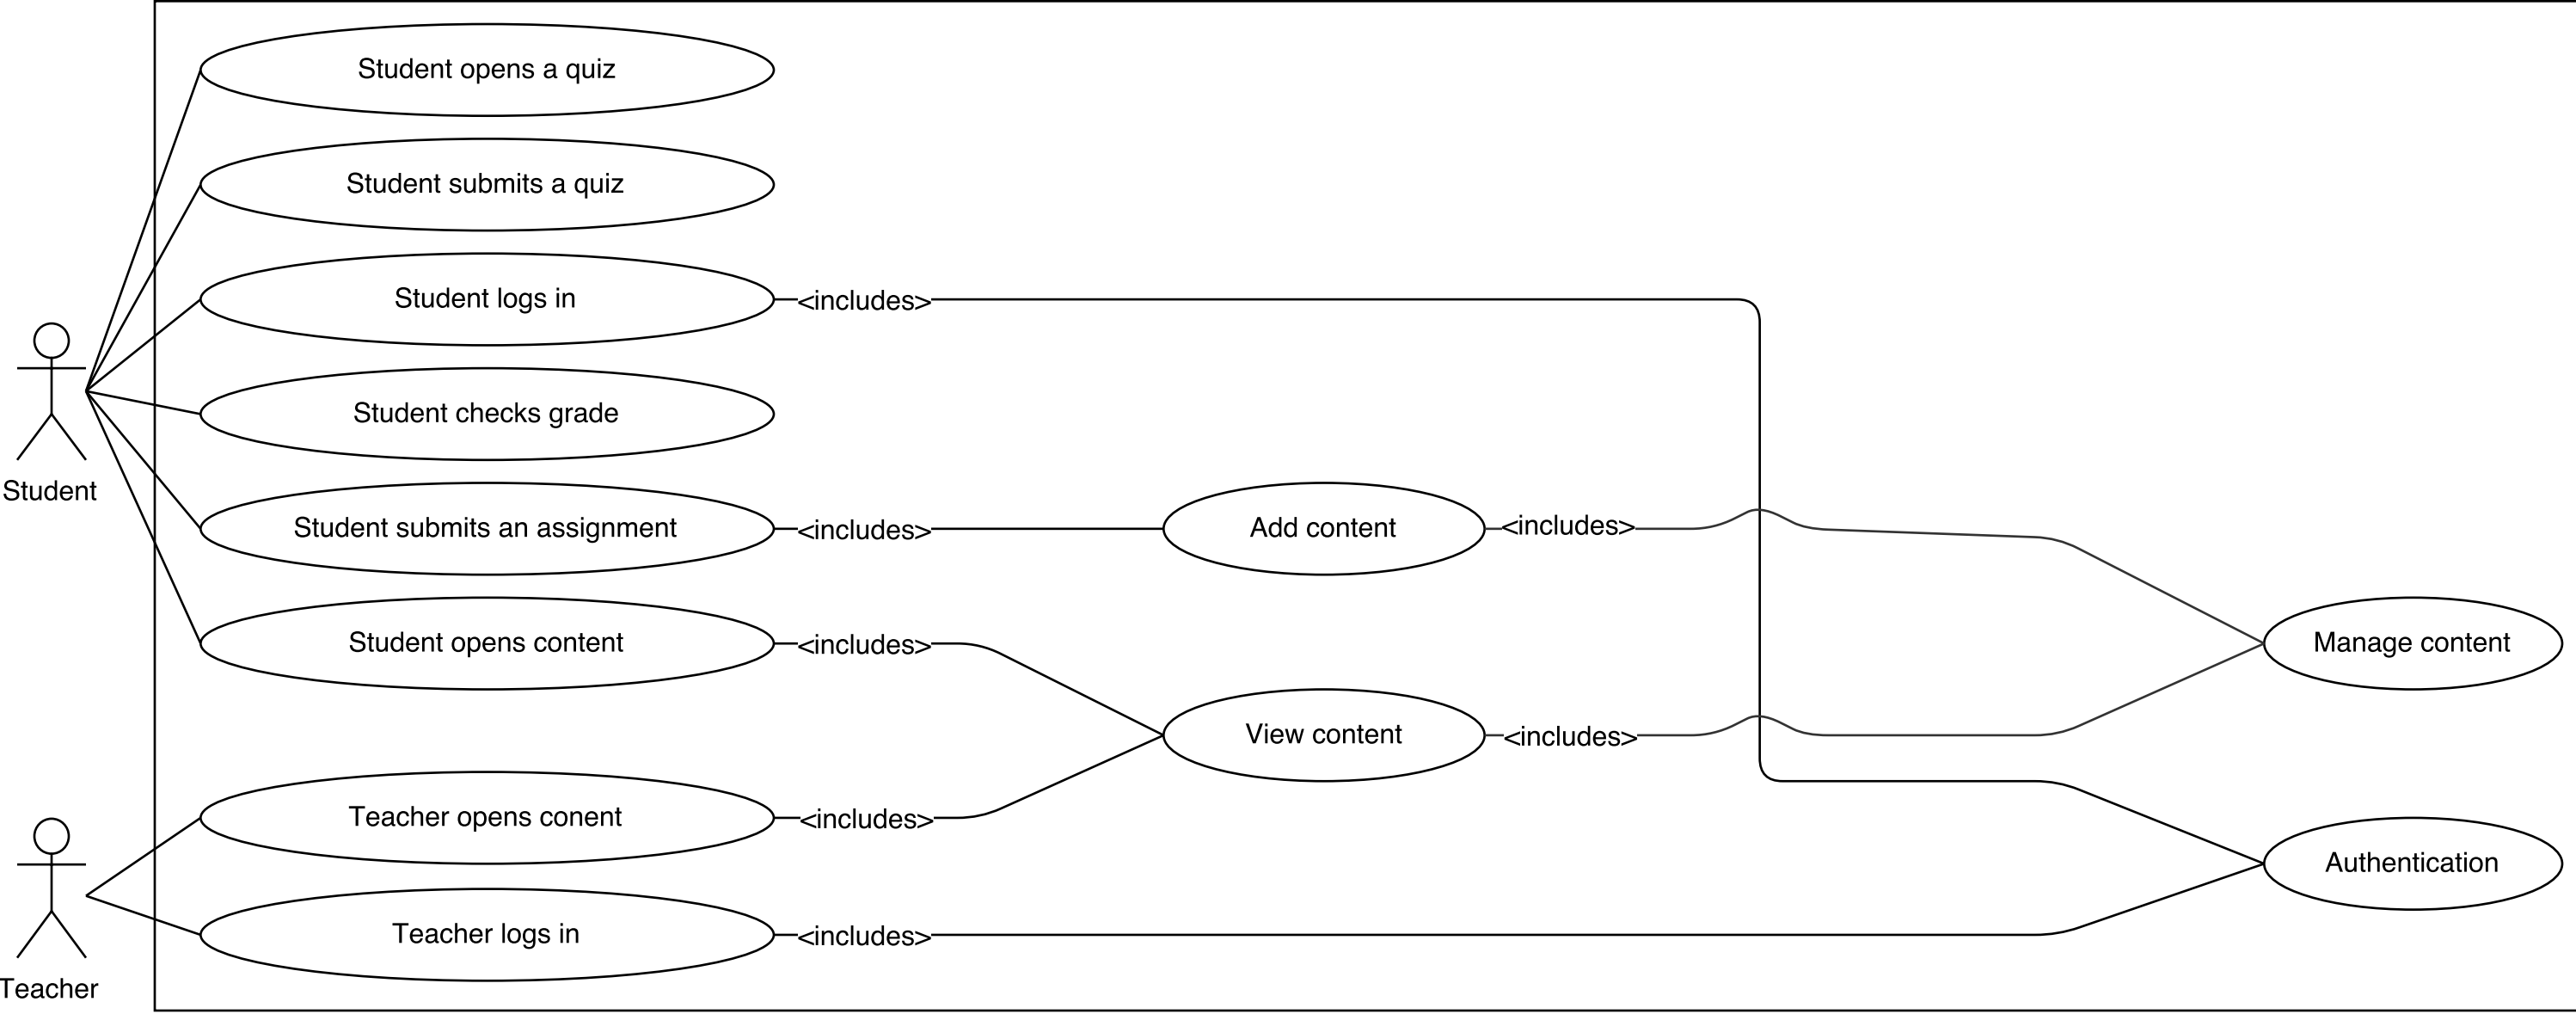 Student opens a quiz
Student submits a quiz
Student logs in
<includes>
Student checks grade
Student
Student submits an assignment
<includes>
Add content
<includes>
Student opens content
<includes>
Manage content
View content
<includes>
Teacher opens conent
<includes>
Authentication
Teacher logs in
<includes>
Teacher